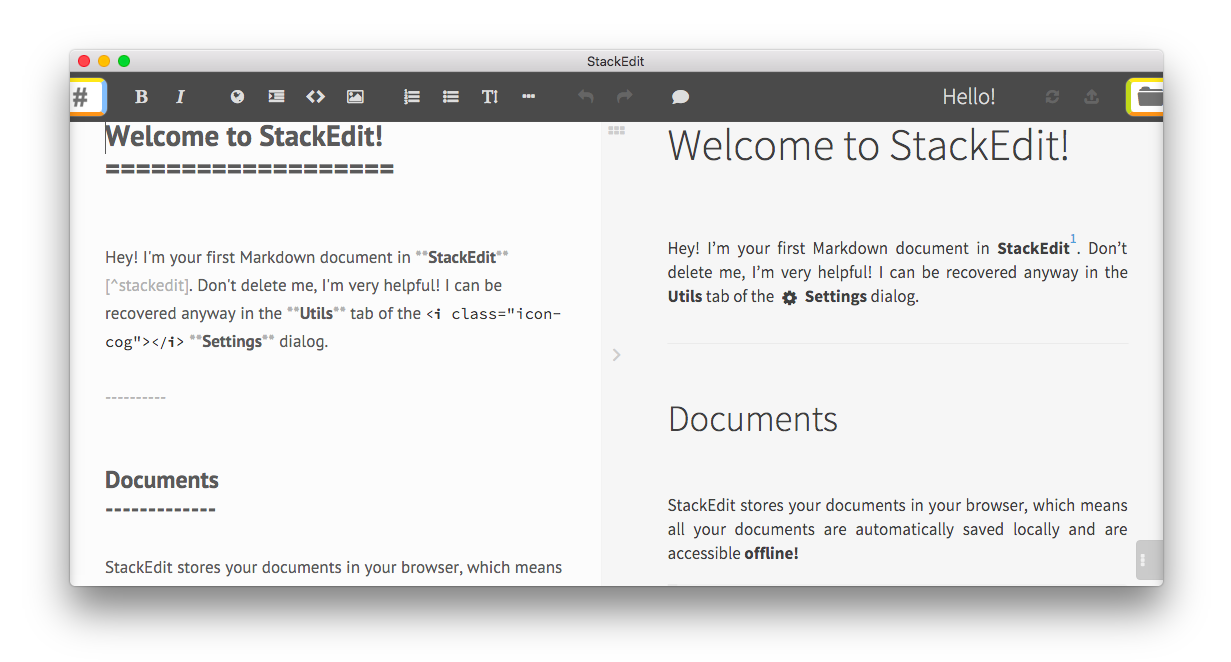 StackEdit
#
B I
Hello!
Welcome to StackEdit!
===================
Hey! I'm your first Markdown document in **StackEdit**
[^stackedit]. Don't delete me, I'm very helpful! I can be
recovered anyway in the **Utils** tab of the <i class="icon-
cog"></i> **Settings** dialog.
----------
Documents
-------------
StackEdit stores your documents in your browser, which means
Welcome to StackEdit!
Hey! I’m your first Markdown document in StackEdit1. Don’t
delete me, I’m very helpful! I can be recovered anyway in the
Utils tab of the Settings dialog.
Documents
StackEdit stores your documents in your browser, which means
all your documents are automatically saved locally and are
accessible offline!